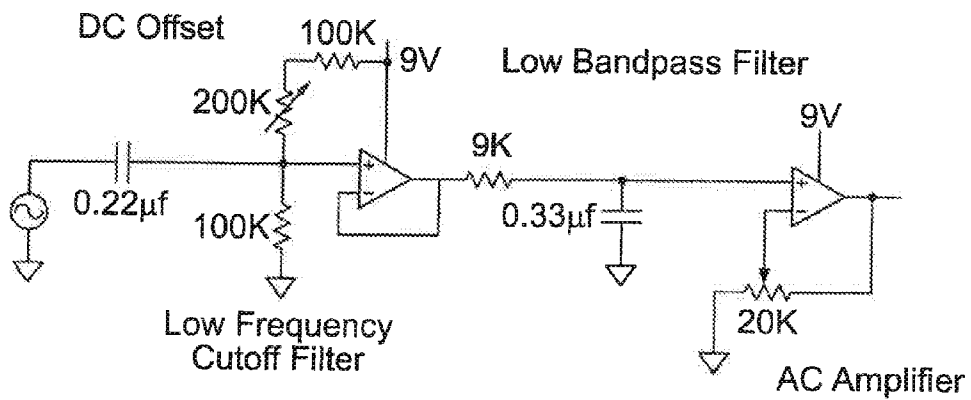 DC Offset
100K
9V
Low Bandpass Filter
200K
9V
9K
0.22µf
0.33µf
100K
20K
Low Frequency
Cutoff Filter
AC Amplifier